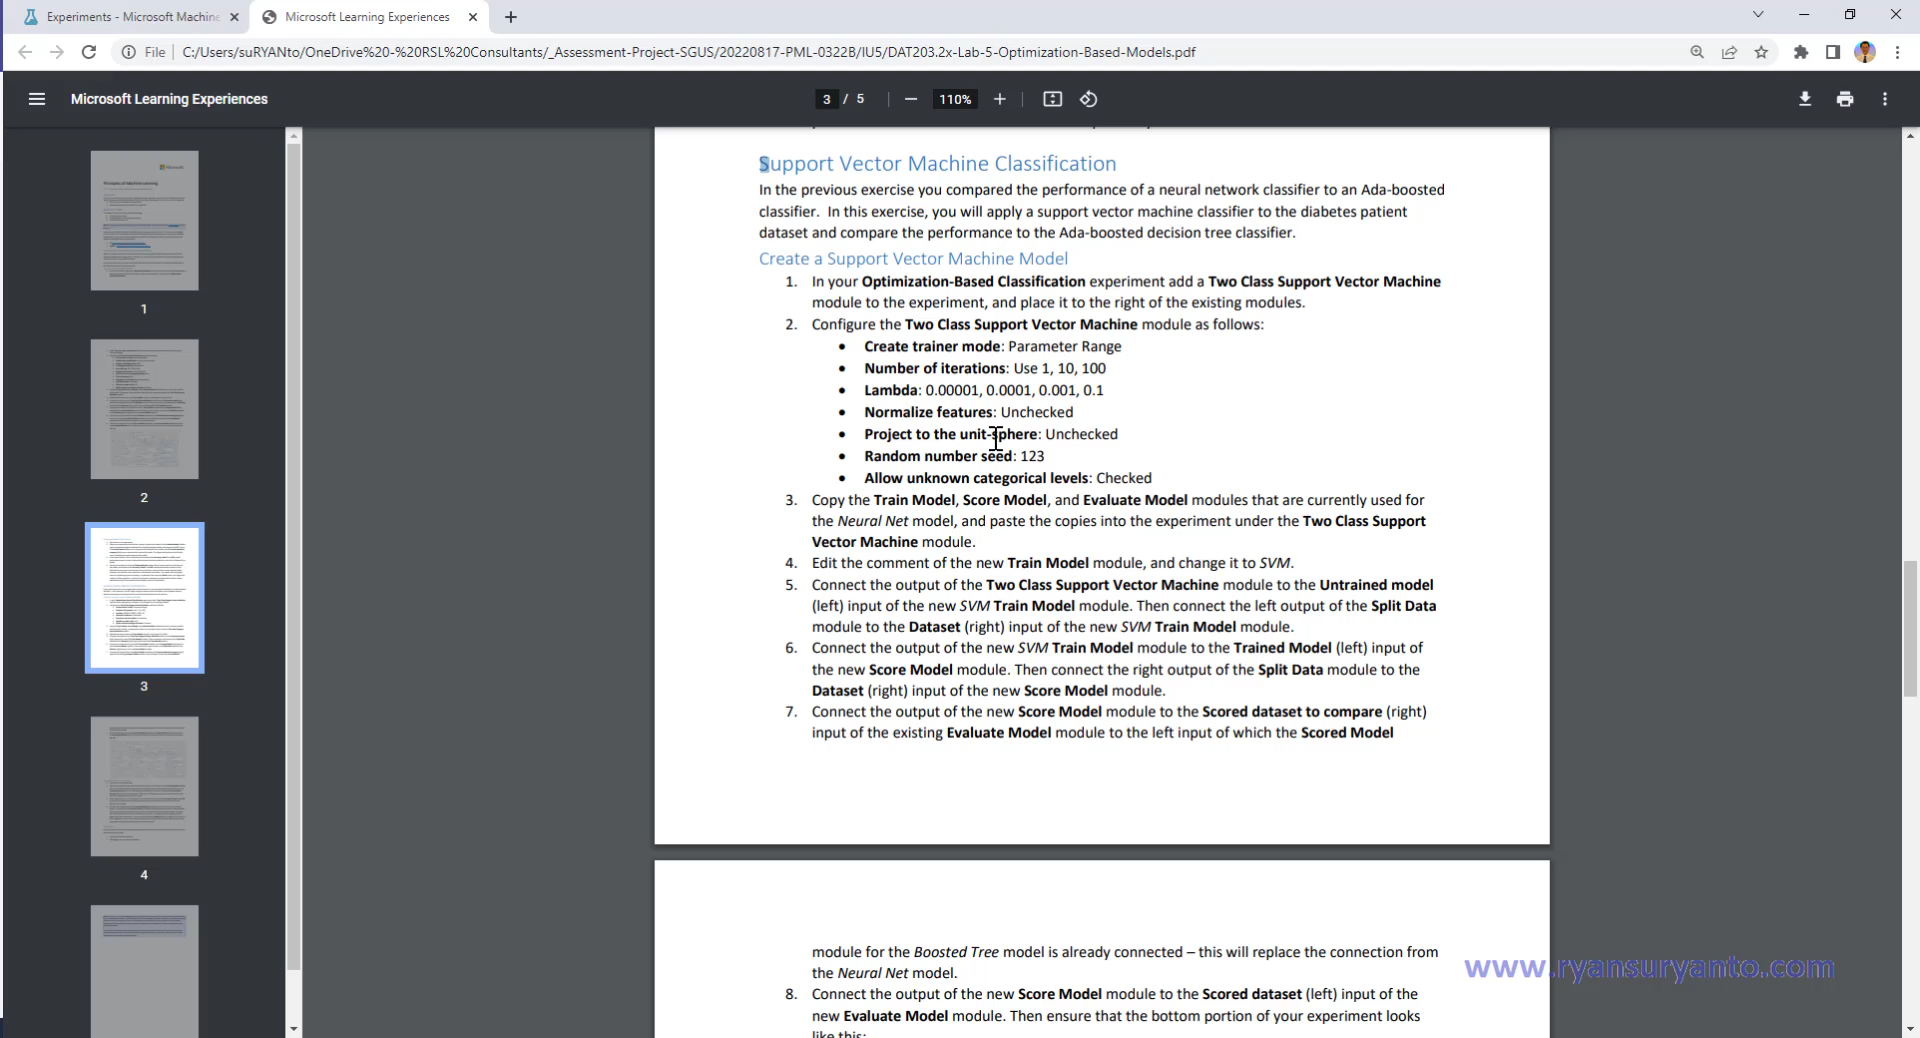 Experiments - Microsoft Machine
Microsoft Learning Experiences
File
C:/Users/suRYANto/OneDrive%20-%20RSL%20Consultants/_Assessment-Project-SGUS/20220817-PML-0322B/IU5/DAT203.2x-Lab-5-Optimization-Based-Models.pdf
Microsoft Learning Experiences
3 / 5
110%
1
2
3
4
Support Vector Machine Classification
In the previous exercise you compared the performance of a neural network classifier to an Ada-boosted
classifier. In this exercise, you will apply a support vector machine classifier to the diabetes patient
dataset and compare the performance to the Ada-boosted decision tree classifier.
Create a Support Vector Machine Model
1. In your Optimization-Based Classification experiment add a Two Class Support Vector Machine
module to the experiment, and place it to the right of the existing modules.
2. Configure the Two Class Support Vector Machine module as follows:
• Create trainer mode: Parameter Range
• Number of iterations: Use 1, 10, 100
• Lambda: 0.00001, 0.0001, 0.001, 0.1
• Normalize features: Unchecked
• Project to the unit-sphere: Unchecked
• Random number seed: 123
• Allow unknown categorical levels: Checked
3. Copy the Train Model, Score Model, and Evaluate Model modules that are currently used for
the Neural Net model, and paste the copies into the experiment under the Two Class Support
Vector Machine module.
4. Edit the comment of the new Train Model module, and change it to SVM.
5. Connect the output of the Two Class Support Vector Machine module to the Untrained model
(left) input of the new SVM Train Model module. Then connect the left output of the Split Data
module to the Dataset (right) input of the new SVM Train Model module.
6. Connect the output of the new SVM Train Model module to the Trained Model (left) input of
the new Score Model module. Then connect the right output of the Split Data module to the
Dataset (right) input of the new Score Model module.
7. Connect the output of the new Score Model module to the Scored dataset to compare (right)
input of the existing Evaluate Model module to the left input of which the Scored Model
module for the Boosted Tree model is already connected – this will replace the connection from
the Neural Net model.
8. Connect the output of the new Score Model module to the Scored dataset (left) input of the
new Evaluate Model module. Then ensure that the bottom portion of your experiment looks
like this:
www.ryansuryanto.com